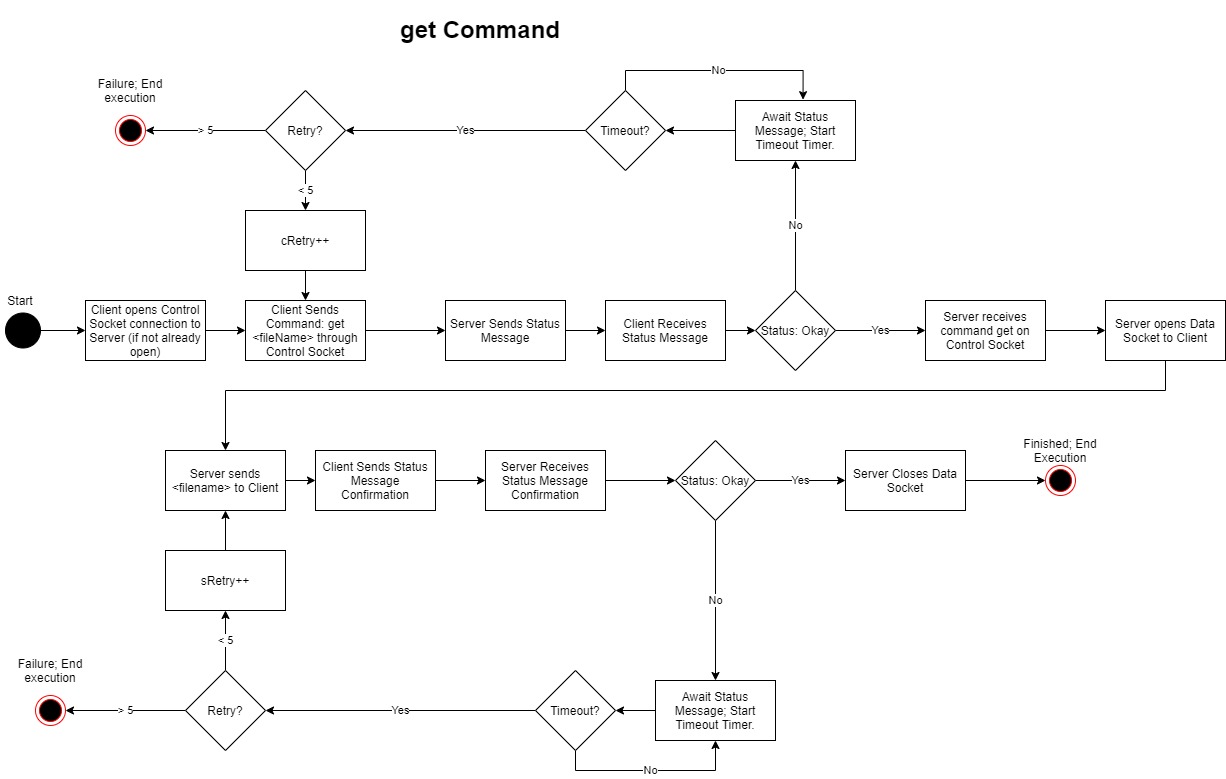 get Command
No
Failure; End
execution
Await Status
Message; Start
Timeout Timer.
Timeout?
Yes
Retry?
> 5
< 5
cRetry++
No
Start
Client opens Control
Socket connection to
Server (if not already
open)
Client Sends
Command: get
<fileName> through
Control Socket
Server Sends Status
Message
Client Receives
Status Message
Status: Okay
Yes
Server receives
command get on
Control Socket
Server opens Data
Socket to Client
Server sends
<filename> to Client
Client Sends Status
Message
Confirmation
Server Receives
Status Message
Confirmation
Status: Okay
Yes
Server Closes Data
Socket
Finished; End
Execution
sRetry++
No
< 5
Failure; End
execution
> 5
Retry?
Yes
Timeout?
Await Status
Message; Start
Timeout Timer.
No